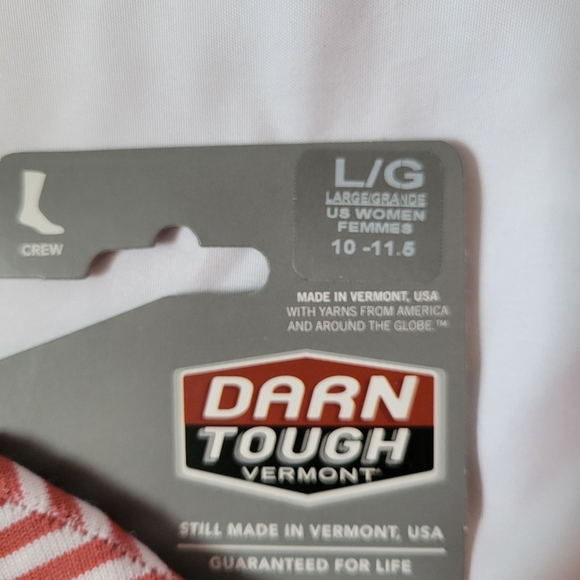 CREW
L/G
LARGE/GRANDE
US WOMEN
FEMMES
10 -11.5
MADE IN VERMONT, USA
WITH YARNS FROM AMERICA
AND AROUND THE GLOBE.™
DARN
TOUGH
VERMONT
STILL MADE IN VERMONT, USA
GUARANTEED FOR LIFE